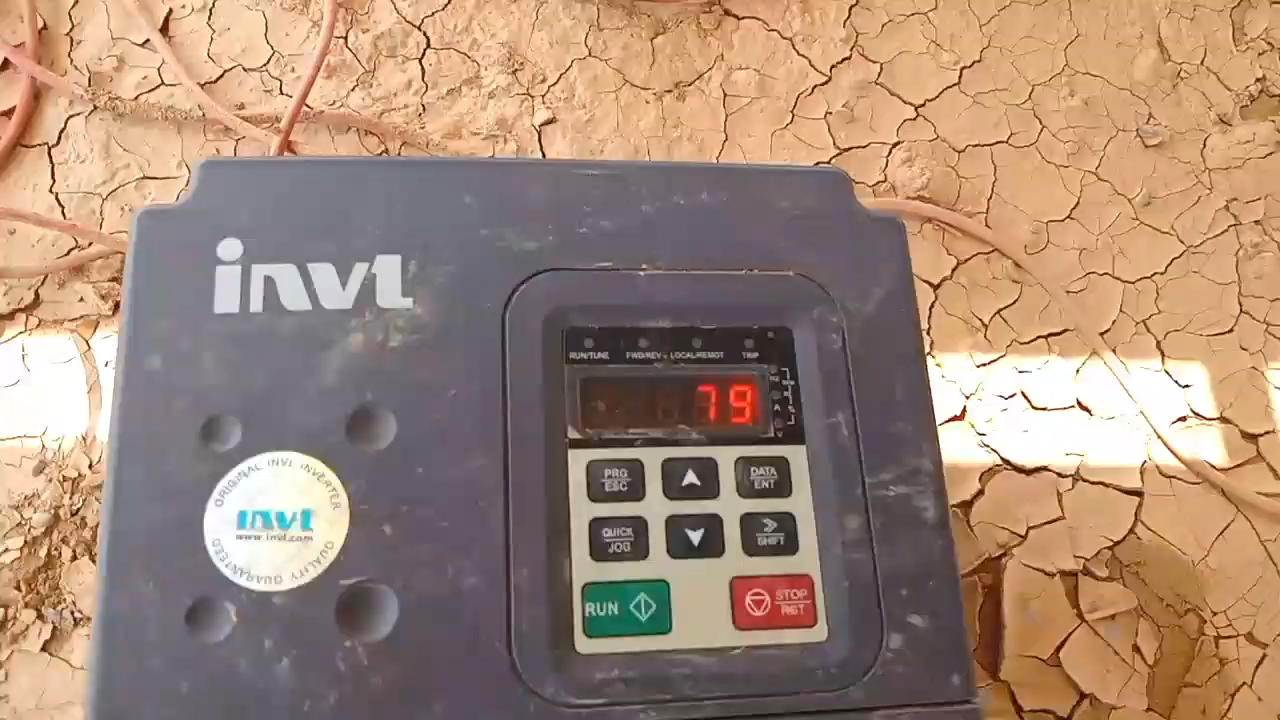 invt
RUN/TUNE FWD/REV LOCAL/REMOT TRIP
79
PRG
ESC
DATA
ENT
QUICK
JOG
SHIFT
RUN
STOP
RST
ORIGINAL INVT INVERTER
invt
www.invt.com
QUALITY GUARANTEED